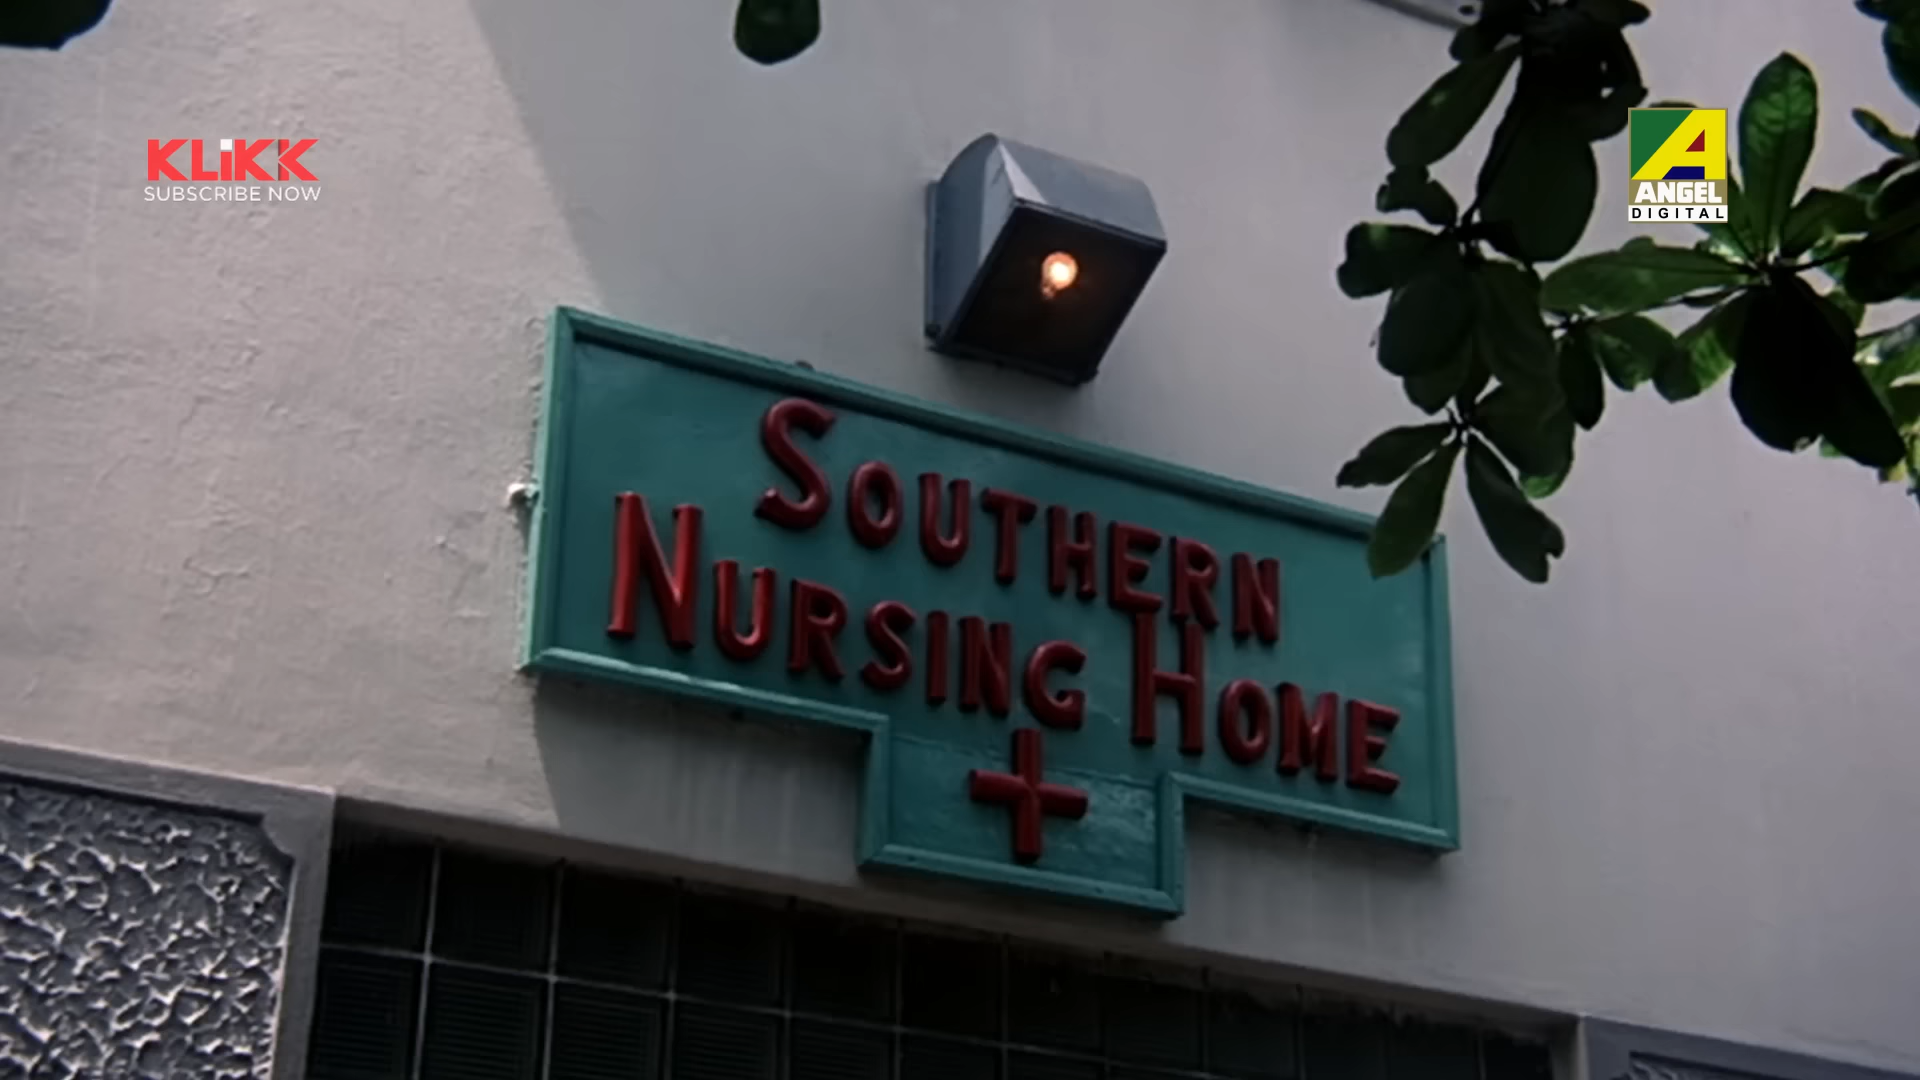 KLiKK
SUBSCRIBE NOW
A
ANGEL
DIGITAL
SOUTHERN
NURSING HOME